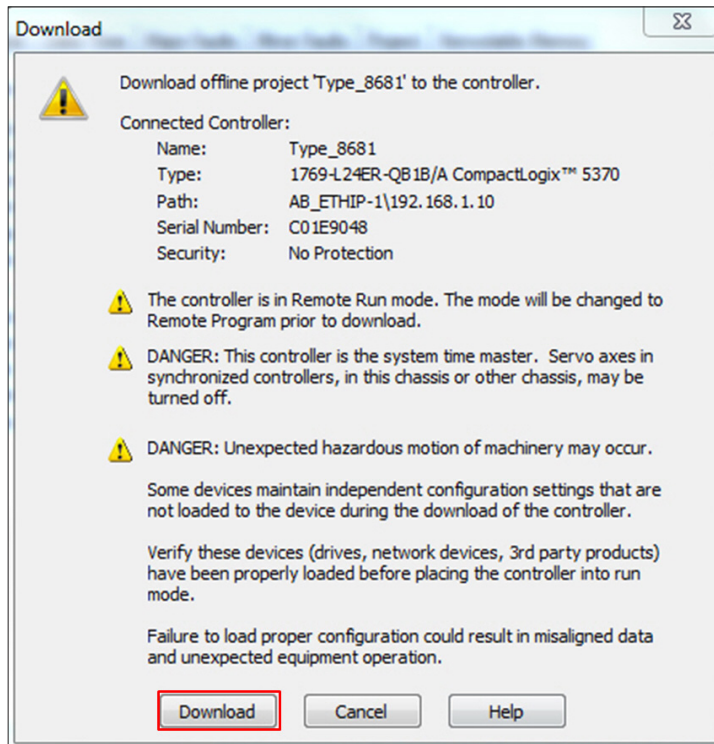 Download
Download offline project 'Type_8681' to the controller.
Connected Controller:
Name: Type_8681
Type: 1769-L24ER-QB1B/A CompactLogix™ 5370
Path: AB_ETHIP-1\192.168.1.10
Serial Number: C01E9048
Security: No Protection
The controller is in Remote Run mode. The mode will be changed to
Remote Program prior to download.
DANGER: This controller is the system time master. Servo axes in
synchronized controllers, in this chassis or other chassis, may be
turned off.
DANGER: Unexpected hazardous motion of machinery may occur.
Some devices maintain independent configuration settings that are
not loaded to the device during the download of the controller.
Verify these devices (drives, network devices, 3rd party products)
have been properly loaded before placing the controller into run
mode.
Failure to load proper configuration could result in misaligned data
and unexpected equipment operation.
Download Cancel Help